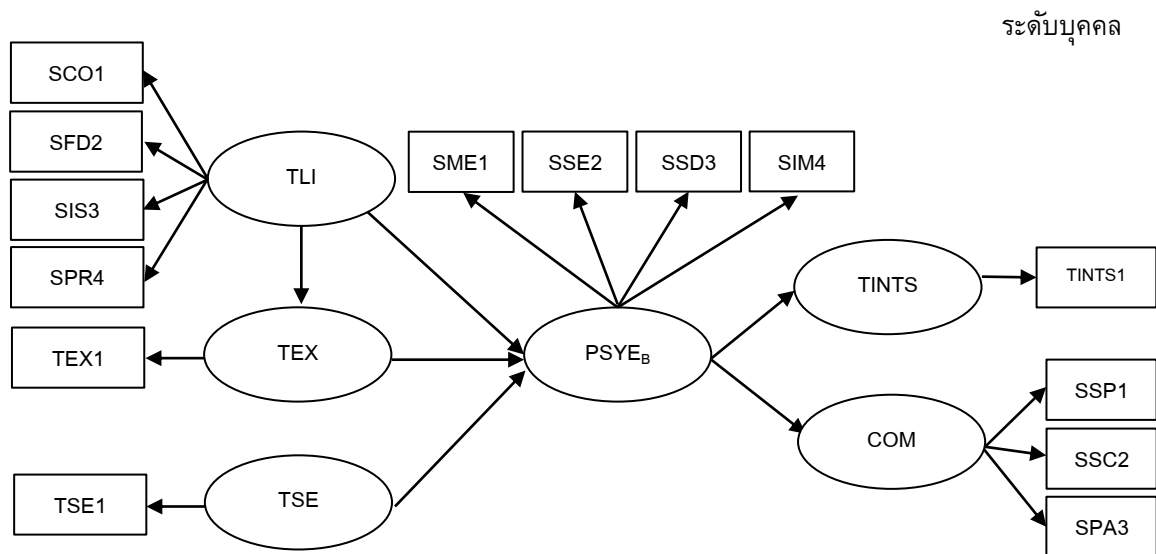 ระดับบุคคล
SCO1
SFD2
SIS3
SPR4
TLI
SME1
SSE2
SSD3
SIM4
TINTS
TINTS1
TEX1
TEX
PSYEB
SSP1
COM
SSC2
SPA3
TSE1
TSE